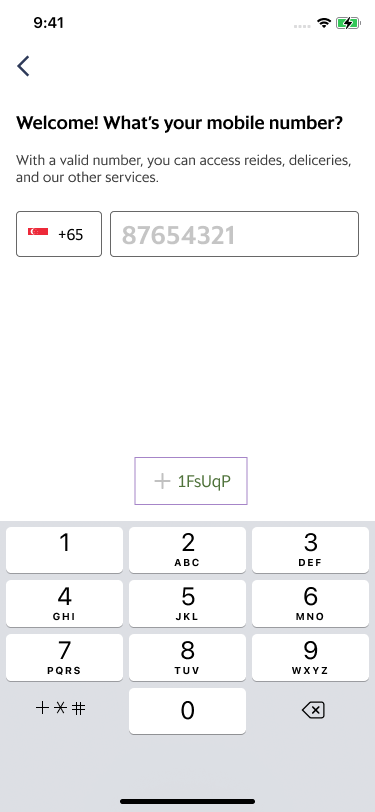 9:41
Welcome! What's your mobile number?
With a valid number, you can access reides, deliceries,
and our other services.
+65 87654321
+ 1FsUqP
1 2 3
ABC DEF
4 5 6
GHI JKL MNO
7 8 9
PQRS TUV WXYZ
+*# 0